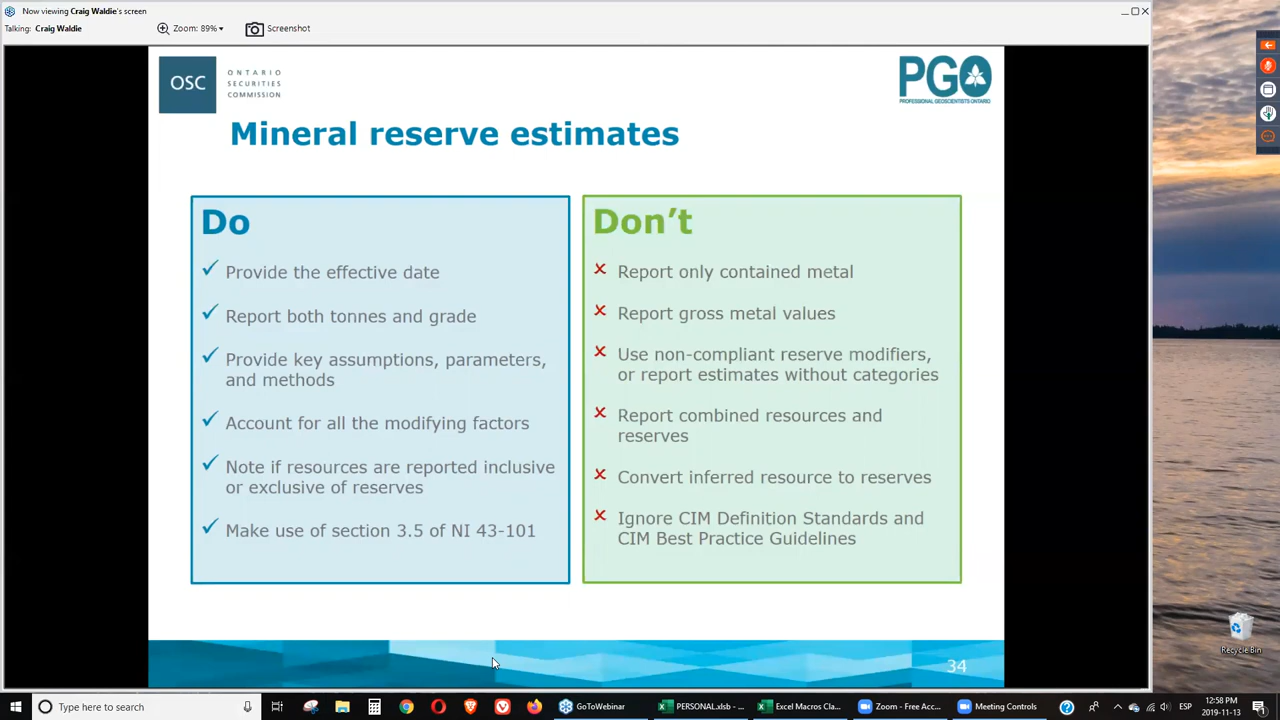 Now viewing Craig Waldie's screen
Talking: Craig Waldie
Zoom: 89%
Screenshot
OSC
ONTARIO
SECURITIES
COMMISSION
PGO
PROFESSIONAL GEOSCIENTISTS ONTARIO
Mineral reserve estimates
Do
Provide the effective date
Report both tonnes and grade
Provide key assumptions, parameters,
and methods
Account for all the modifying factors
Note if resources are reported inclusive
or exclusive of reserves
Make use of section 3.5 of NI 43-101
Don't
Report only contained metal
Report gross metal values
Use non-compliant reserve modifiers,
or report estimates without categories
Report combined resources and
reserves
Convert inferred resource to reserves
Ignore CIM Definition Standards and
CIM Best Practice Guidelines
34
Recycle Bin
Type here to search
GoToWebinar
PERSONAL.xlsb - ...
Excel Macros Cla...
Zoom - Free Acc...
Meeting Controls
ESP
12:58 PM
2019-11-13